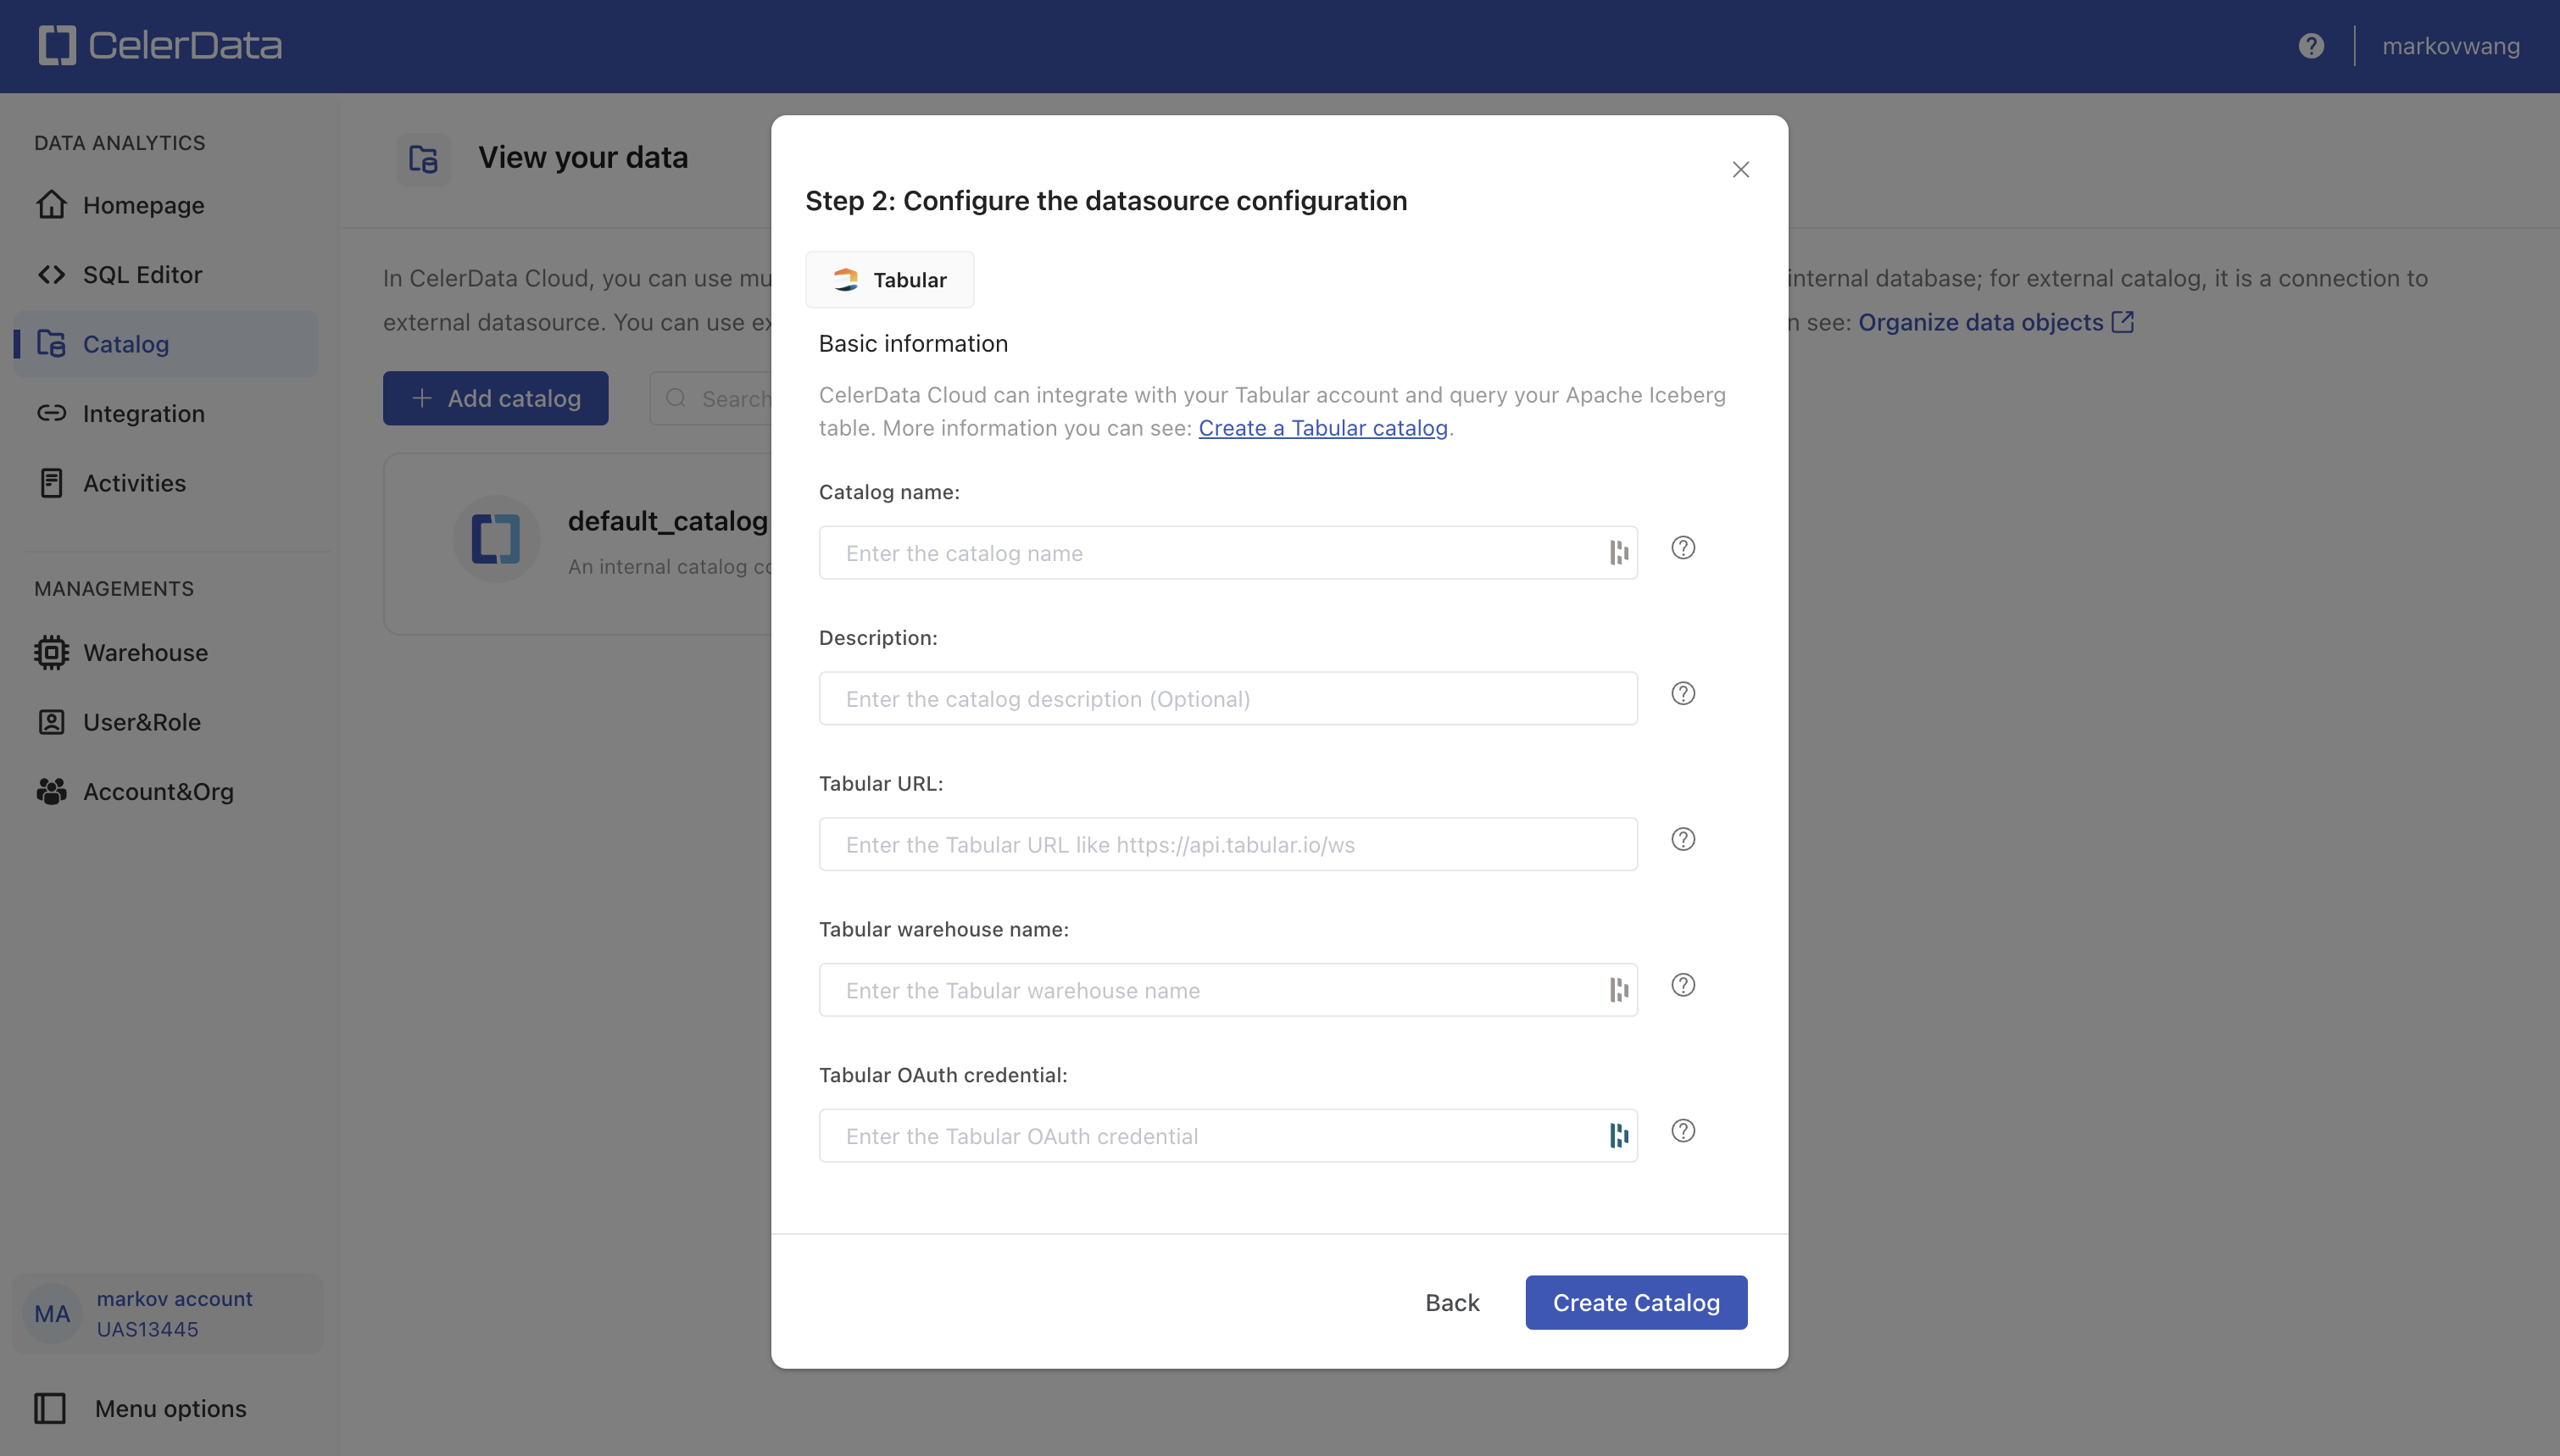 CelerData
markovwang
DATA ANALYTICS
Homepage
SQL Editor
Catalog
Integration
Activities
MANAGEMENTS
Warehouse
User&Role
Account&Org
MA
markov account
UAS13445
Menu options
View your data
In CelerData Cloud, you can use mu
internal database; for external catalog, it is a connection to
external datasource. You can use ex
n see: Organize data objects
Add catalog
Search
default_catalog
An internal catalog co
Step 2: Configure the datasource configuration
Tabular
Basic information
CelerData Cloud can integrate with your Tabular account and query your Apache Iceberg
table. More information you can see: Create a Tabular catalog.
Catalog name:
Enter the catalog name
Description:
Enter the catalog description (Optional)
Tabular URL:
Enter the Tabular URL like https://api.tabular.io/ws
Tabular warehouse name:
Enter the Tabular warehouse name
Tabular OAuth credential:
Enter the Tabular OAuth credential
Back
Create Catalog